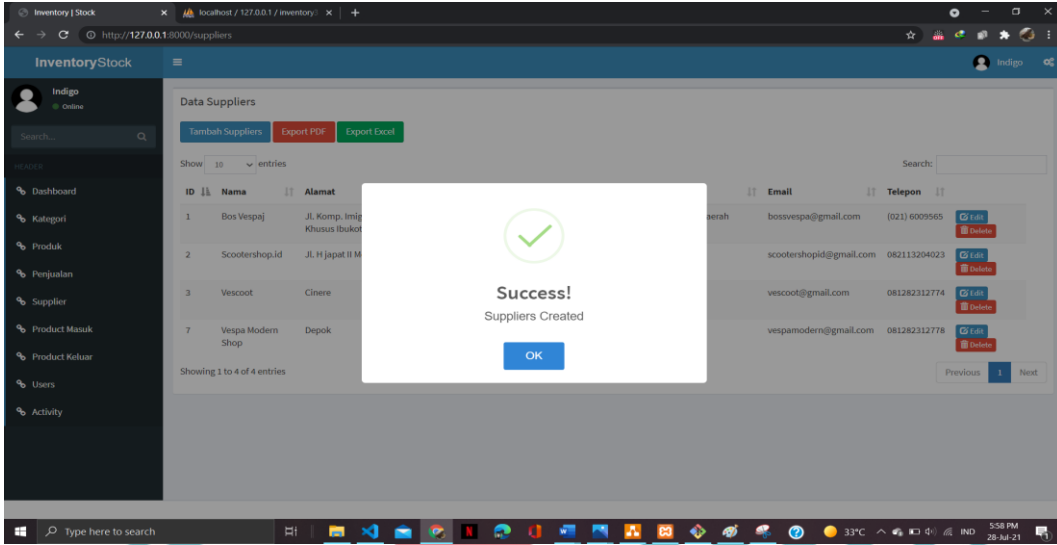 Inventory | Stock
localhost / 127.0.0.1 / inventory
http://127.0.0.1:8000/suppliers
OFF
InventoryStock
Indigo
Indigo
Online
Search...
HEADER
Dashboard
Kategori
Produk
Penjualan
Supplier
Product Masuk
Product Keluar
Users
Activity
Data Suppliers
Tambah Suppliers Export PDF Export Excel
Show 10 entries
Search:
ID Nama Alamat Email Telepon
1 Bos Vespaj Jl. Komp. Imig aerah bossvespa@gmail.com (021) 6009565 Edit
Khusus Ibukot Delete
2 Scootershop.id Jl. H japat II M scootershopid@gmail.com 082113204023 Edit
Delete
3 Vescoot Cinere vescoot@gmail.com 081282312774 Edit
Delete
7 Vespa Modern Depok vespamodern@gmail.com 081282312778 Edit
Shop Delete
Showing 1 to 4 of 4 entries
Previous 1 Next
Success!
Suppliers Created
OK
Type here to search
33°C
IND
5:58 PM
28-Jul-21